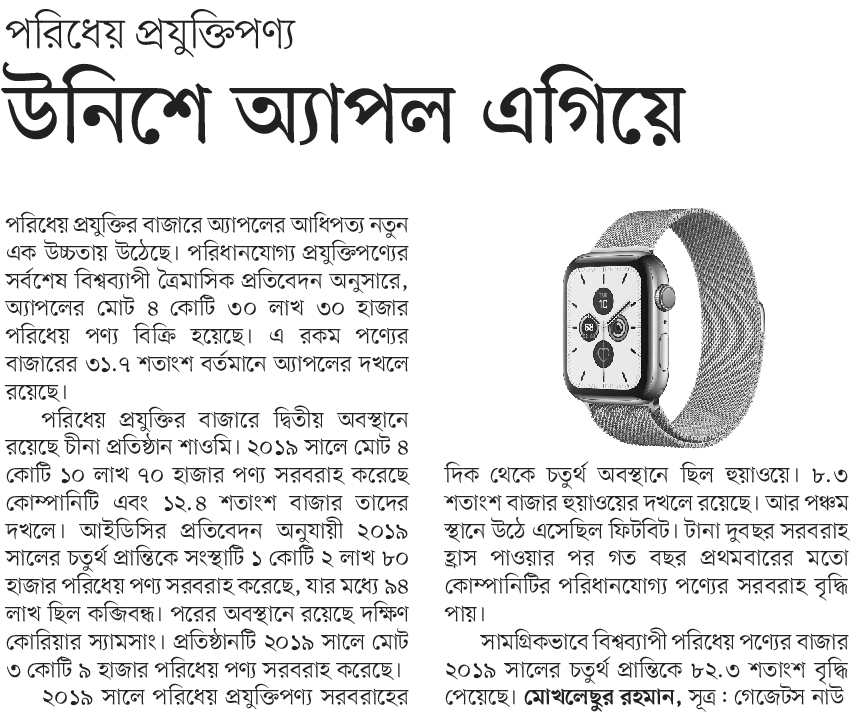 পরিধেয় প্রযুক্তিপণ্য
উনিশে অ্যাপল এগিয়ে
পরিধেয় প্রযুক্তির বাজারে অ্যাপলের আধিপত্য নতুন
এক উচ্চতায় উঠেছে। পরিধানযোগ্য প্রযুক্তিপণ্যের
সর্বশেষ বিশ্বব্যাপী ত্রৈমাসিক প্রতিবেদন অনুসারে,
অ্যাপলের মোট ৪ কোটি ৩০ লাখ ৩০ হাজার
পরিধেয় পণ্য বিক্রি হয়েছে। এ রকম পণ্যের
বাজারের ৩১.৭ শতাংশ বর্তমানে অ্যাপলের দখলে
রয়েছে।
পরিধেয় প্রযুক্তির বাজারে দ্বিতীয় অবস্থানে
রয়েছে চীনা প্রতিষ্ঠান শাওমি। ২০১৯ সালে মোট ৪
কোটি ১০ লাখ ৭০ হাজার পণ্য সরবরাহ করেছে
কোম্পানিটি এবং ১২.৪ শতাংশ বাজার তাদের
দখলে। আইডিসির প্রতিবেদন অনুযায়ী ২০১৯
সালের চতুর্থ প্রান্তিকে সংস্থাটি ১ কোটি ২ লাখ ৮০
হাজার পরিধেয় পণ্য সরবরাহ করেছে, যার মধ্যে ৯৪
লাখ ছিল কব্জিবন্ধ। পরের অবস্থানে রয়েছে দক্ষিণ
কোরিয়ার স্যামসাং। প্রতিষ্ঠানটি ২০১৯ সালে মোট
৩ কোটি ৯ হাজার পরিধেয় পণ্য সরবরাহ করেছে।
২০১৯ সালে পরিধেয় প্রযুক্তিপণ্য সরবরাহের
দিক থেকে চতুর্থ অবস্থানে ছিল হুয়াওয়ে। ৮.৩
শতাংশ বাজার হুয়াওয়ের দখলে রয়েছে। আর পঞ্চম
স্থানে উঠে এসেছিল ফিটবিট। টানা দুবছর সরবরাহ
হ্রাস পাওয়ার পর গত বছর প্রথমবারের মতো
কোম্পানিটির পরিধানযোগ্য পণ্যের সরবরাহ বৃদ্ধি
পায়।
সামগ্রিকভাবে বিশ্বব্যাপী পরিধেয় পণ্যের বাজার
২০১৯ সালের চতুর্থ প্রান্তিকে ৮২.৩ শতাংশ বৃদ্ধি
পেয়েছে। মোখলেছুর রহমান, সূত্র : গেজেটস নাউ